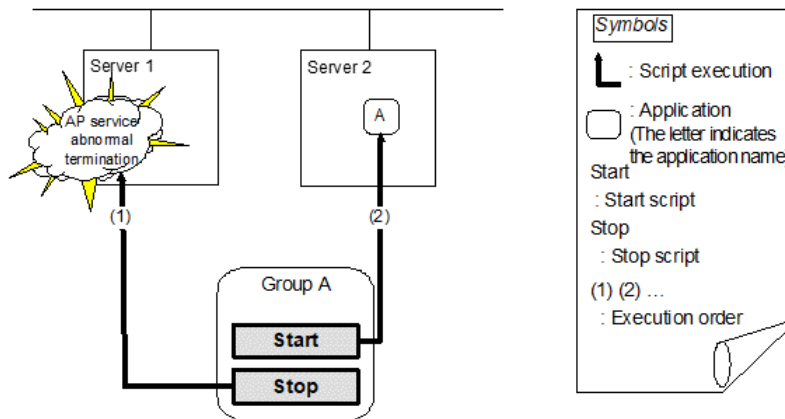 Server 1
AP service
abnormal
termination
Server 2
A
(1)
(2)
Group A
Start
Stop
Symbols
: Script execution
: Application
(The letter indicates
the application name)
Start
: Start script
Stop
: Stop script
(1) (2) ...
: Execution order